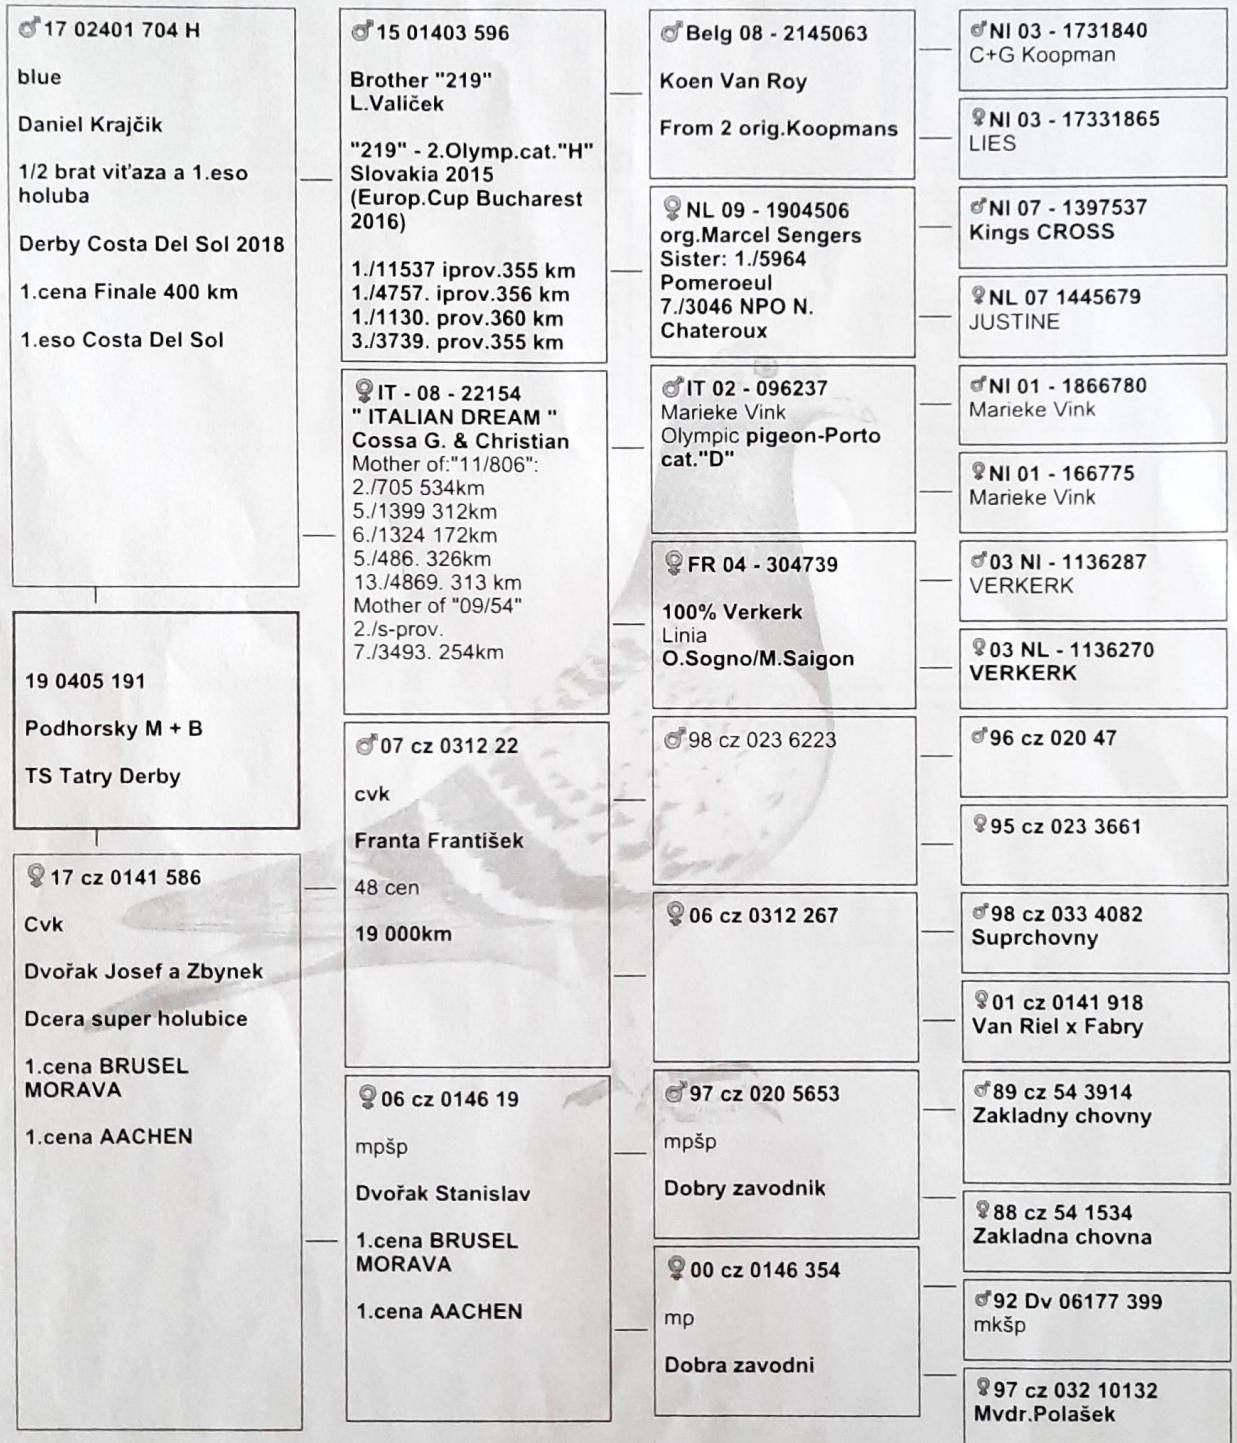 ♂ 17 02401 704 H
blue
Daniel Krajčik
1/2 brat víťaza a 1.eso
holuba
Derby Costa Del Sol 2018
1.cena Finale 400 km
1.eso Costa Del Sol
19 0405 191
Podhorsky M + B
TS Tatry Derby
♀ 17 cz 0141 586
Cvk
Dvořak Josef a Zbynek
Dcera super holubice
1.cena BRUSEL
MORAVA
1.cena AACHEN
♂ 15 01403 596
Brother "219"
L.Valiček
"219" - 2.Olymp.cat."H"
Slovakia 2015
(Europ.Cup Bucharest
2016)
1./11537 iprov.355 km
1./4757. iprov.356 km
1./1130. prov.360 km
3./3739. prov.355 km
♀ IT - 08 - 22154
" ITALIAN DREAM "
Cossa G. & Christian
Mother of:"11/806":
2./705 534km
5./1399 312km
6./1324 172km
5./486. 326km
13./4869. 313 km
Mother of "09/54"
2./s-prov.
7./3493. 254km
♂ 07 cz 0312 22
cvk
Franta František
48 cen
19 000km
♀ 06 cz 0146 19
mpšp
Dvořak Stanislav
1.cena BRUSEL
MORAVA
1.cena AACHEN
♂ Belg 08 - 2145063
Koen Van Roy
From 2 orig.Koopmans
♀ NL 09 - 1904506
org.Marcel Sengers
Sister: 1./5964
Pomeroeul
7./3046 NPO N.
Chateroux
♂ IT 02 - 096237
Marieke Vink
Olympic pigeon-Porto
cat."D"
♀ FR 04 - 304739
100% Verkerk
Linia
O.Sogno/M.Saigon
♂ 98 cz 023 6223
♀ 06 cz 0312 267
♂ 97 cz 020 5653
mpšp
Dobry zavodnik
♀ 00 cz 0146 354
mp
Dobra zavodni
♂ NI 03 - 1731840
C+G Koopman
♀ NI 03 - 17331865
LIES
♂ NI 07 - 1397537
Kings CROSS
♀ NL 07 1445679
JUSTINE
♂ NI 01 - 1866780
Marieke Vink
♀ NI 01 - 166775
Marieke Vink
♂ 03 NI - 1136287
VERKERK
♀ 03 NL - 1136270
VERKERK
♂ 96 cz 020 47
♀ 95 cz 023 3661
♂ 98 cz 033 4082
Suprchovny
♀ 01 cz 0141 918
Van Riel x Fabry
♂ 89 cz 54 3914
Zakladny chovny
♀ 88 cz 54 1534
Zakladna chovna
♂ 92 Dv 06177 399
mkšp
♀ 97 cz 032 10132
Mvdr.Polašek